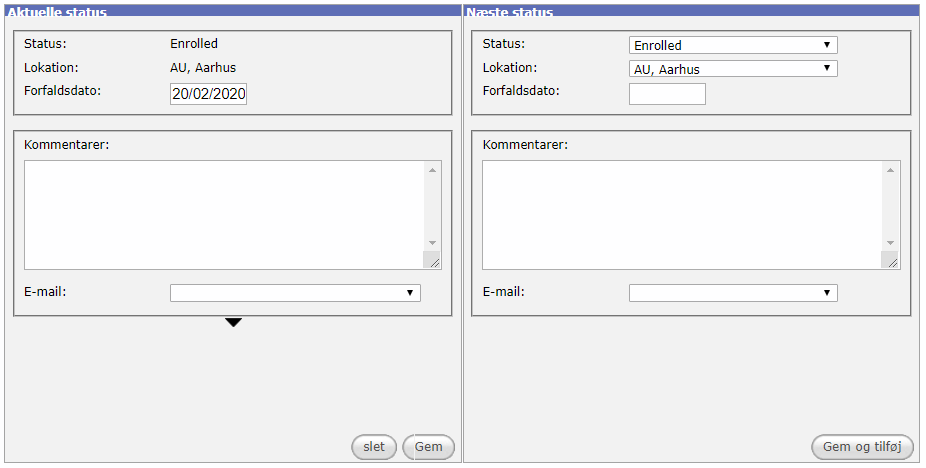 Aktuelle status
Status: Enrolled
Lokation: AU, Aarhus
Forfaldsdato: 20/02/2020
Kommentarer:
E-mail:
slet Gem
Næste status
Status: Enrolled
Lokation: AU, Aarhus
Forfaldsdato:
Kommentarer:
E-mail:
Gem og tilføj